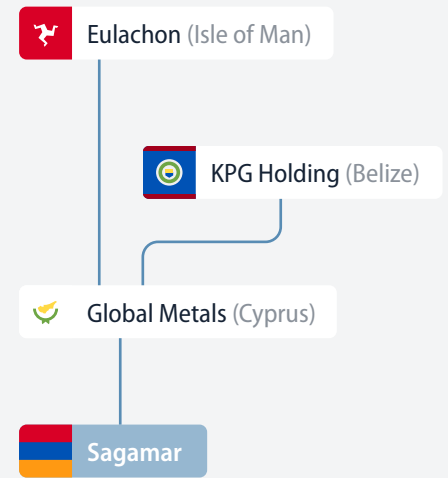 Eulachon (Isle of Man)
KPG Holding (Belize)
Global Metals (Cyprus)
Sagamar